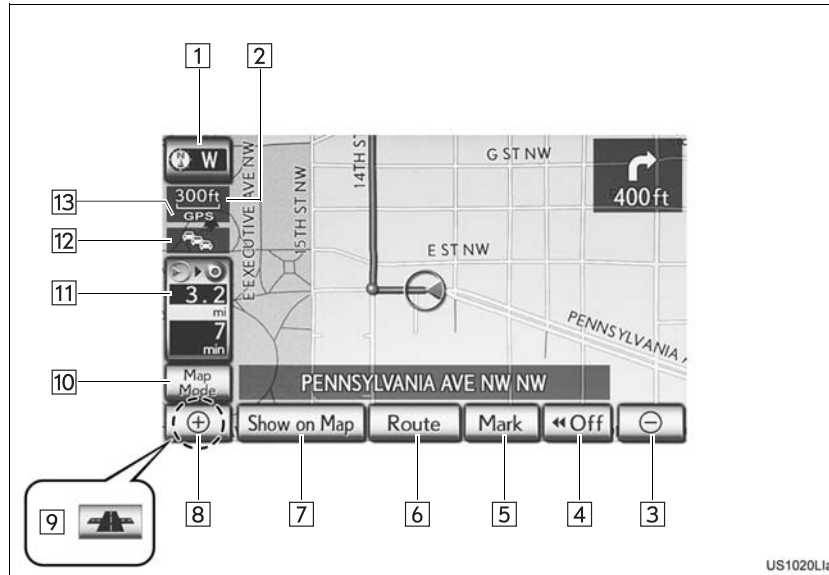 1
2
W
300ft
GPS
13
12
11
3.2
mi
7
min
10
Map
Mode
E EXECUTIVE AVE NW
15TH ST NW
14TH ST
G ST NW
400ft
E ST NW
PENNSYLVANIA
PENNSYLVANIA AVE NW NW
Show on Map
Route
Mark
Off
9
8
7
6
5
4
3
US1020LIa